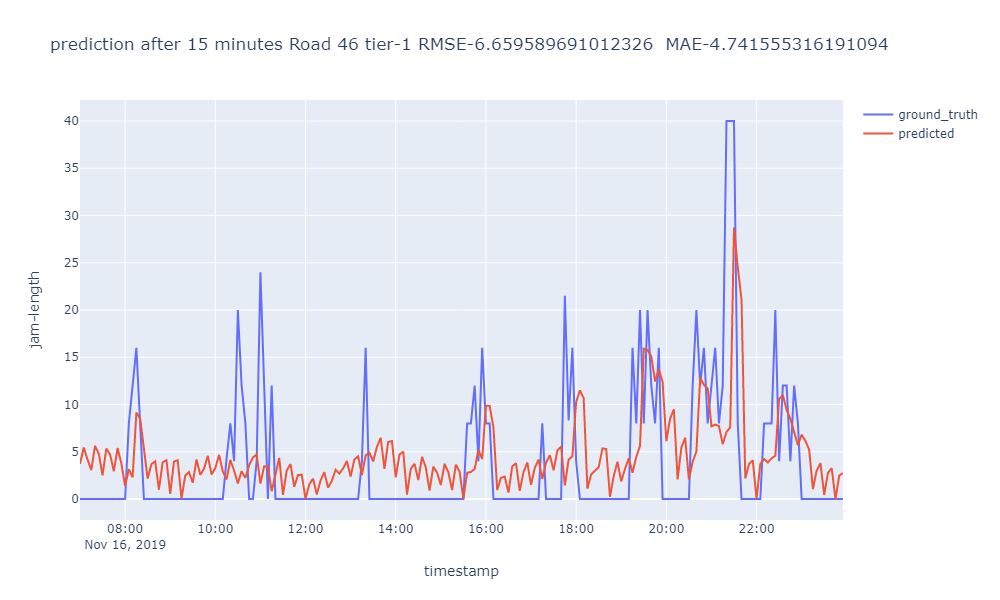 prediction after 15 minutes Road 46 tier-1 RMSE-6.659589691012326  MAE-4.741555316191094
ground_truth
predicted
jam-length
40
35
30
25
20
15
10
5
0
08:00 10:00 12:00 14:00 16:00 18:00 20:00 22:00
Nov 16, 2019
timestamp